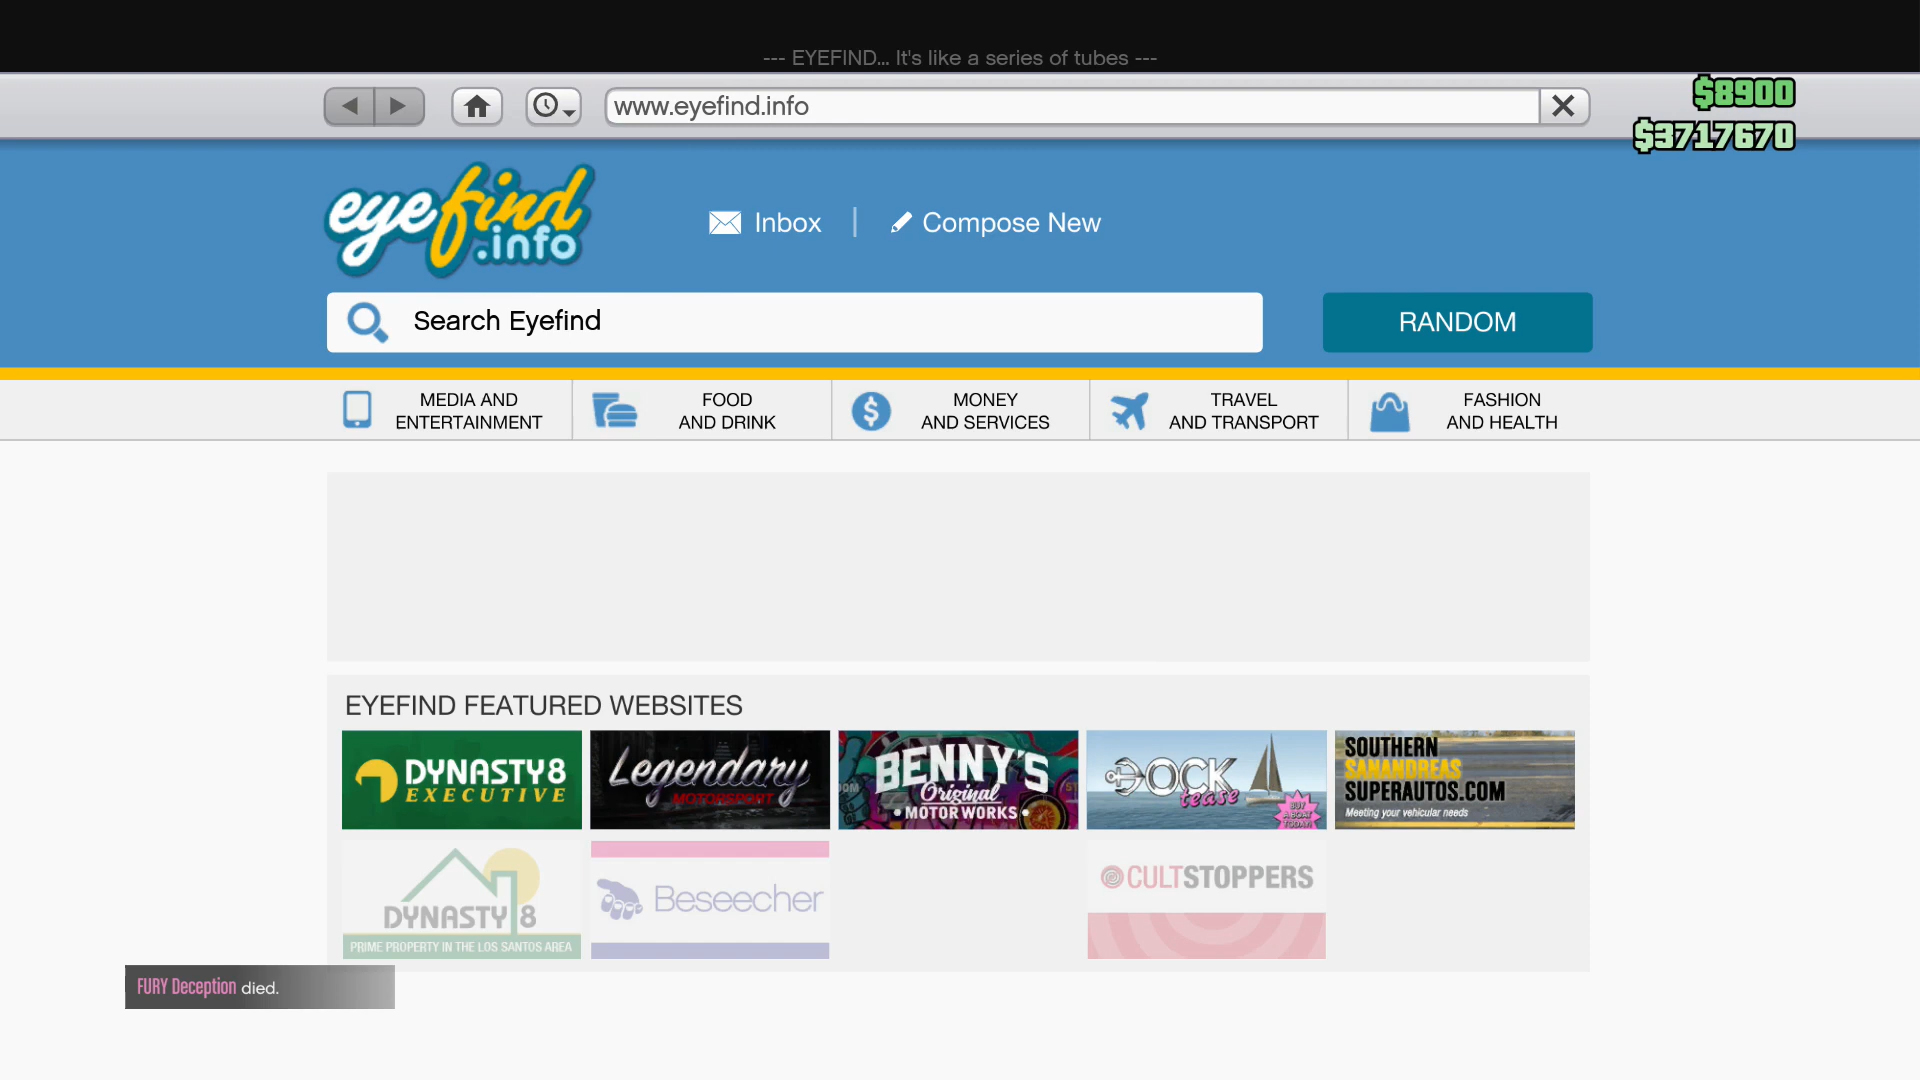 --- EYEFIND... It's like a series of tubes ---
www.eyefind.info
$8900
$3717670
eyefind
.info
Inbox
Compose New
Search Eyefind
RANDOM
MEDIA AND
ENTERTAINMENT
FOOD
AND DRINK
MONEY
AND SERVICES
TRAVEL
AND TRANSPORT
FASHION
AND HEALTH
EYEFIND FEATURED WEBSITES
DYNASTY8
EXECUTIVE
Legendary
MOTORSPORT
BENNY'S
Original
MOTOR WORKS
DOCK
tease
BUY
A BOAT
TODAY!
SOUTHERN
SANANDREAS
SUPERAUTOS.COM
Meeting your vehicular needs
DYNASTY 8
PRIME PROPERTY IN THE LOS SANTOS AREA
Beseecher
CULTSTOPPERS
FURY Deception died.